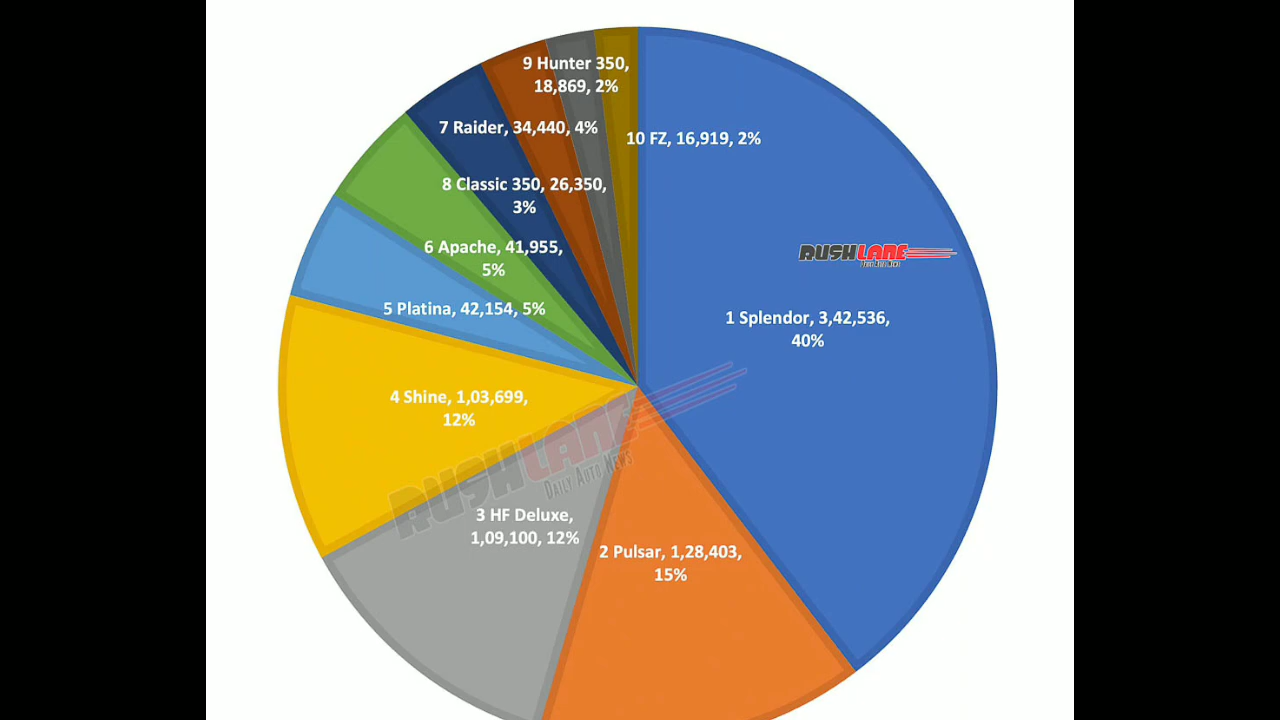 9 Hunter 350,
18,869, 2%
7 Raider, 34,440, 4%
10 FZ, 16,919, 2%
8 Classic 350, 26,350,
3%
6 Apache, 41,955,
5%
RUSHLANE
5 Platina, 42,154, 5%
1 Splendor, 3,42,536,
40%
4 Shine, 1,03,699,
12%
RUSHLANE
DAILY AUTO NEWS
3 HF Deluxe,
1,09,100, 12%
2 Pulsar, 1,28,403,
15%